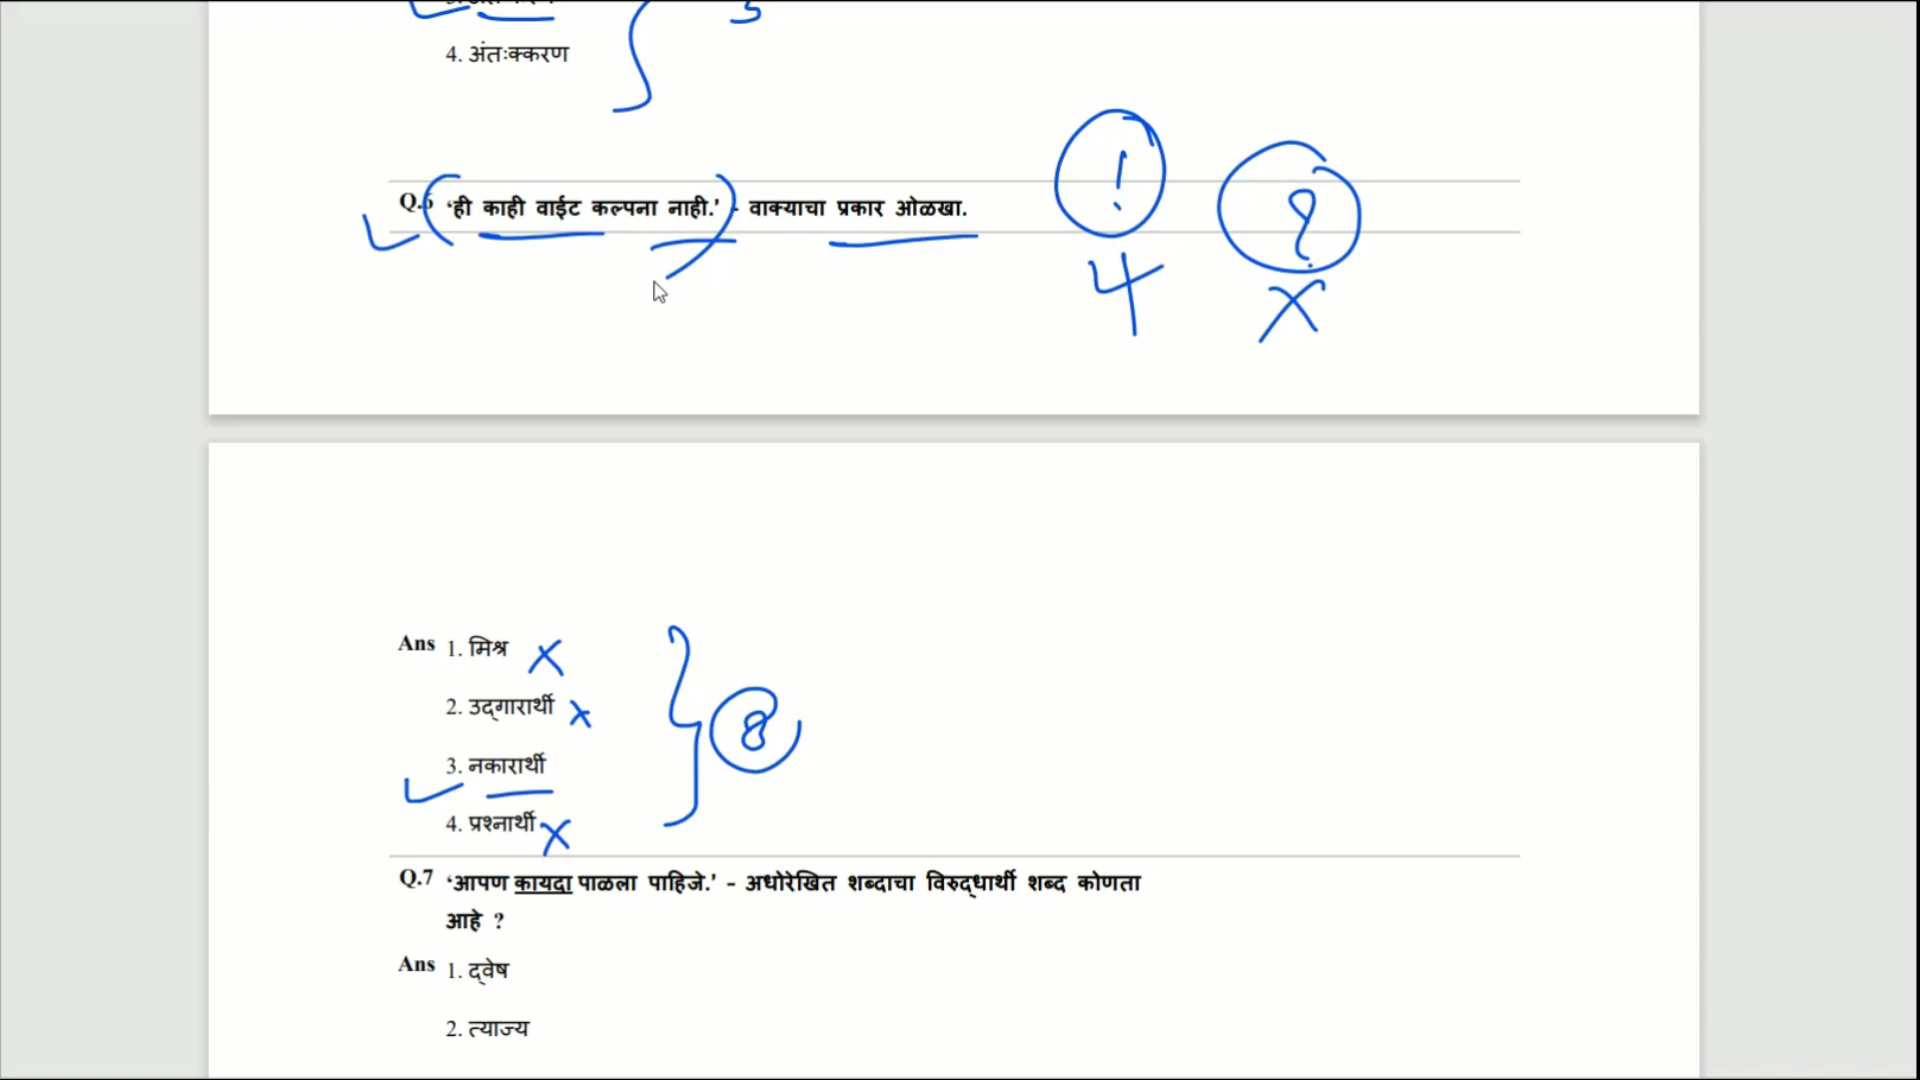 4. अंतःक्करण
!
?
Q.6 ‘ही काही वाईट कल्पना नाही.’ - वाक्याचा प्रकार ओळखा.
4
x
Ans 1. मिश्र x
2. उद्‌गारार्थी x
3. नकारार्थी
4. प्रश्नार्थी x
Q.7 ‘आपण कायदा पाळला पाहिजे.’ - अधोरेखित शब्दाचा विरुद्‌धार्थी शब्द कोणता
आहे ?
Ans 1. द्‌वेष
2. त्याज्य